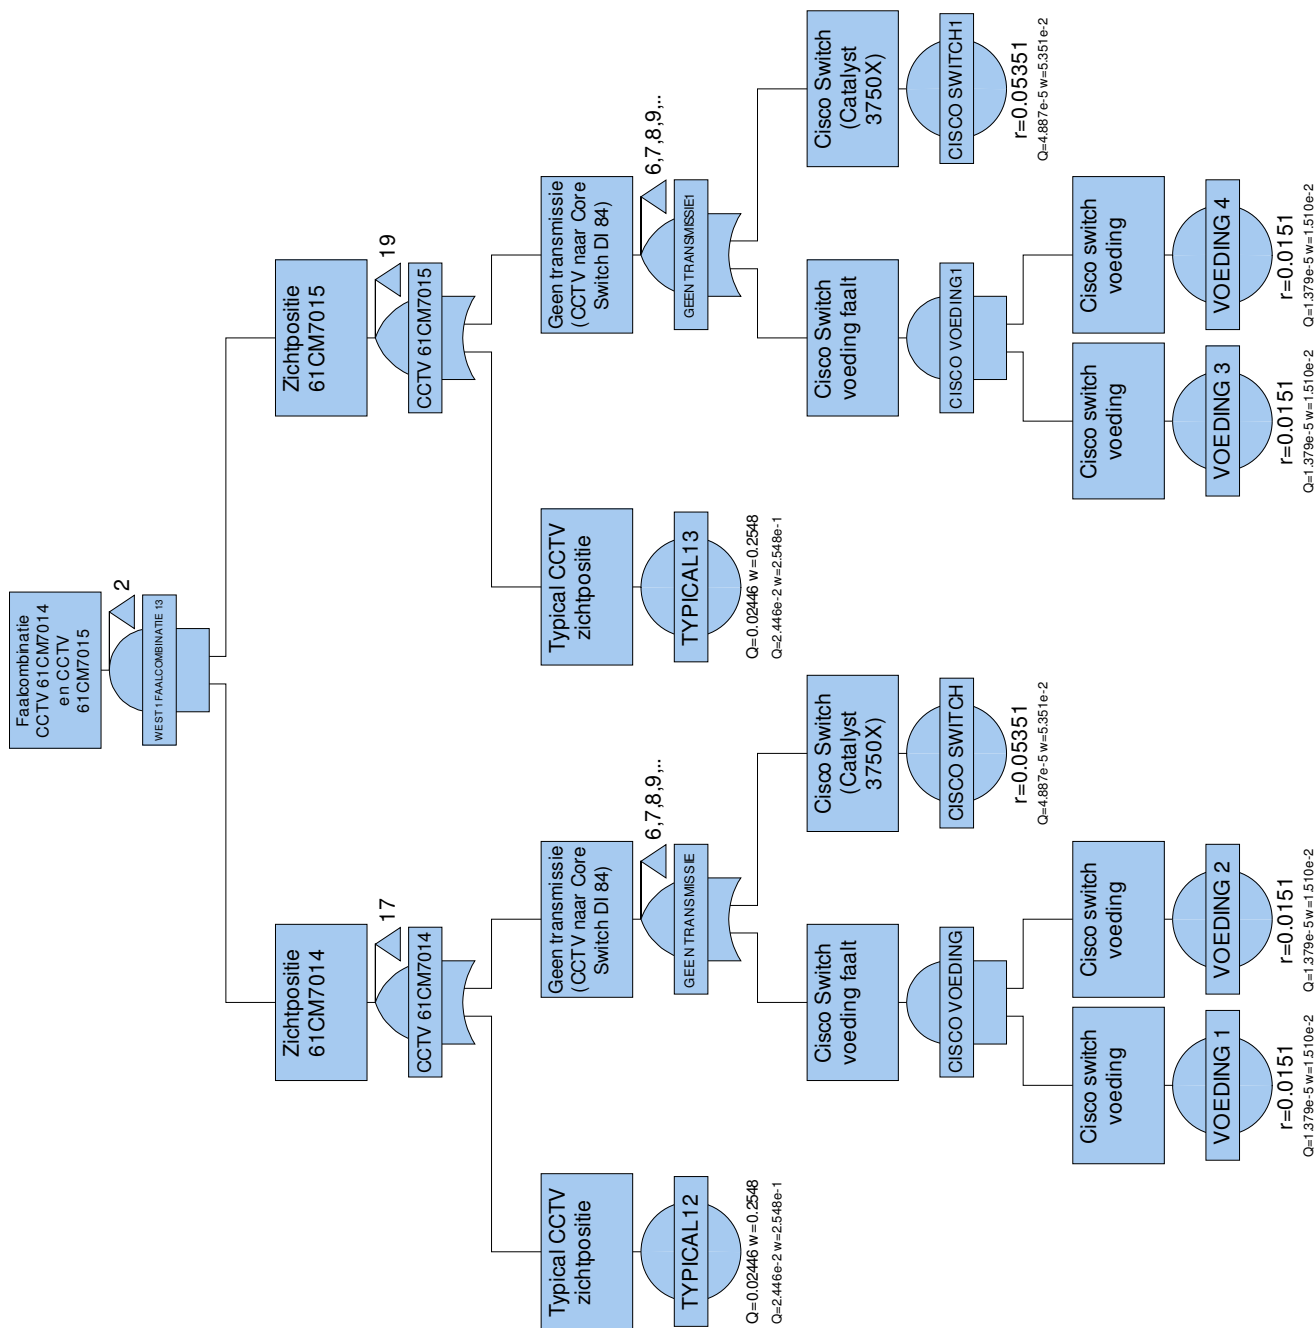 Faalcombinatie
CCTV 61CM7014
en CCTV
61CM7015
2
WEST 1 FAALCOMBINATIE 13
Zichtpositie
61CM7014
17
CCTV 61CM7014
Zichtpositie
61CM7015
19
CCTV 61CM7015
Typical CCTV
zichtpositie
TYPICAL12
Q=0.02446 w=0.2548
Q=2.446e-2 w=2.548e-1
Geen transmissie
(CCTV naar Core
Switch DI 84)
6,7,8,9,..
GEEN TRANSMISSIE
Typical CCTV
zichtpositie
TYPICAL13
Q=0.02446 w=0.2548
Q=2.446e-2 w=2.548e-1
Geen transmissie
(CCTV naar Core
Switch DI 84)
6,7,8,9,..
GEEN TRANSMISSIE1
Cisco Switch
voeding faalt
CISCO VOEDING
Cisco Switch
(Catalyst
3750X)
CISCO SWITCH
r=0.05351
Q=4.887e-5 w=5.351e-2
Cisco Switch
voeding faalt
CISCO VOEDING1
Cisco Switch
(Catalyst
3750X)
CISCO SWITCH1
r=0.05351
Q=4.887e-5 w=5.351e-2
Cisco switch
voeding
VOEDING 1
r=0.0151
Q=1.379e-5 w=1.510e-2
Cisco switch
voeding
VOEDING 2
r=0.0151
Q=1.379e-5 w=1.510e-2
Cisco switch
voeding
VOEDING 3
r=0.0151
Q=1.379e-5 w=1.510e-2
Cisco switch
voeding
VOEDING 4
r=0.0151
Q=1.379e-5 w=1.510e-2